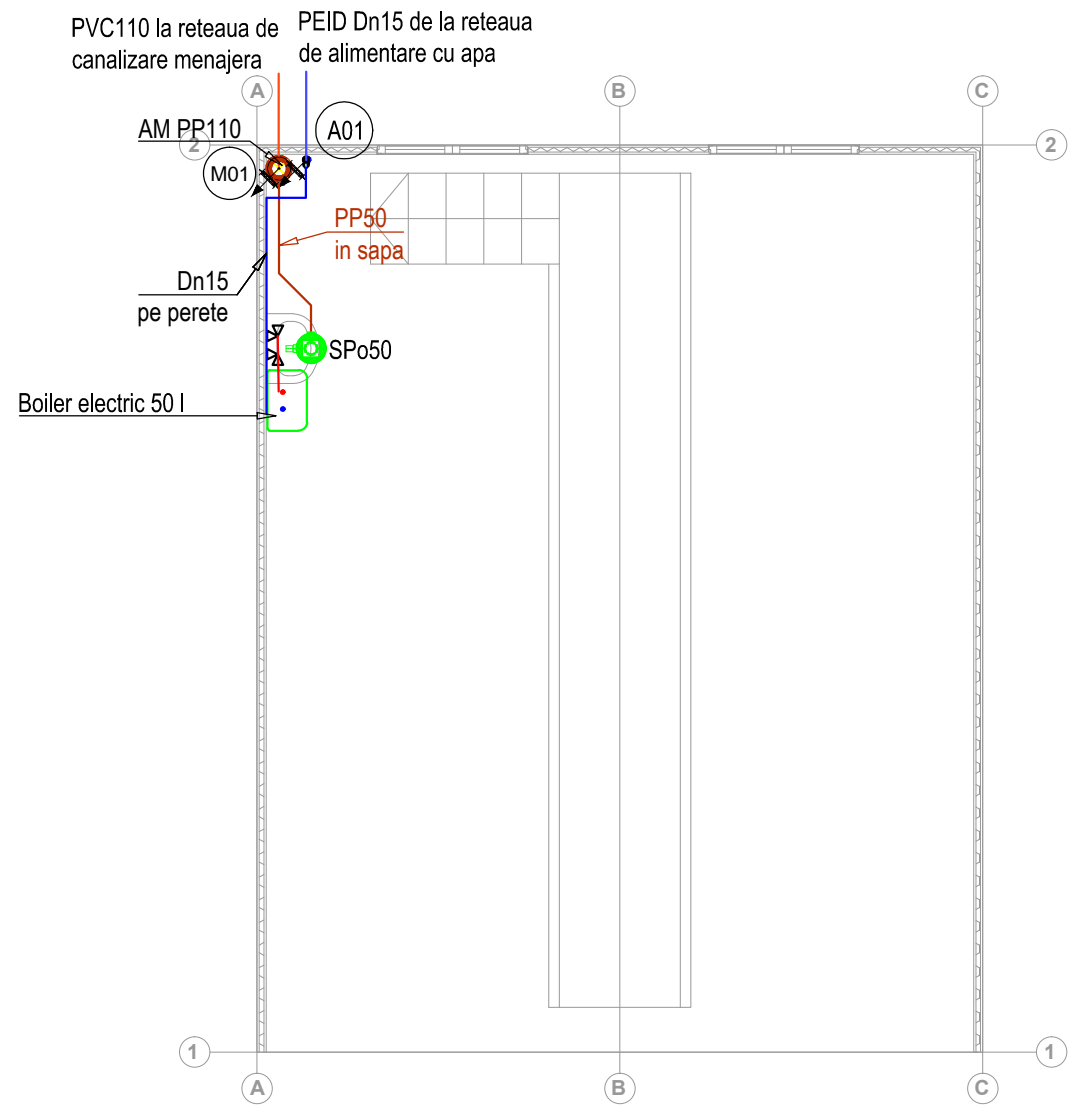 PVC110 la reteaua de
canalizare menajera
PEID Dn15 de la reteaua
de alimentare cu apa
A
B
C
AM PP110
A01
2
2
M01
PP50
in sapa
Dn15
pe perete
SPo50
Boiler electric 50 l
1
1
A
B
C